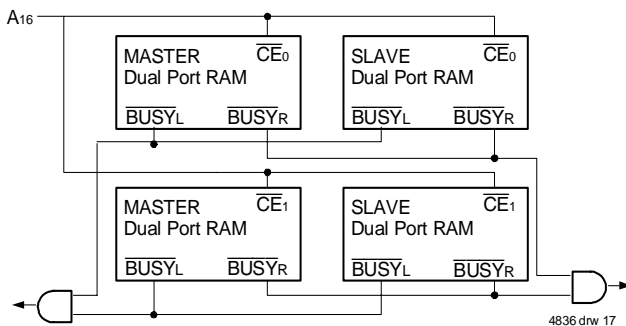 A16
MASTER
Dual Port RAM
CE0
BUSYL BUSYR
SLAVE
Dual Port RAM
CE0
BUSYL BUSYR
MASTER
Dual Port RAM
CE1
BUSYL BUSYR
SLAVE
Dual Port RAM
CE1
BUSYL BUSYR
4836 drw 17